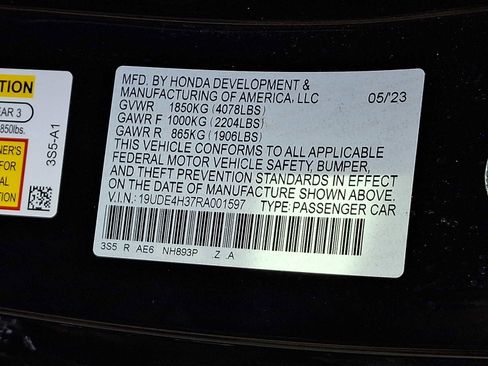 MFD. BY HONDA DEVELOPMENT &
MANUFACTURING OF AMERICA, LLC 05/'23
GVWR 1850KG (4078LBS)
GAWR F 1000KG (2204LBS)
GAWR R 865KG (1906LBS)
THIS VEHICLE CONFORMS TO ALL APPLICABLE
FEDERAL MOTOR VEHICLE SAFETY, BUMPER,
AND THEFT PREVENTION STANDARDS IN EFFECT
ON THE DATE OF MANUFACTURE SHOWN ABOVE.
V.I.N.: 19UDE4H37RA001597 TYPE: PASSENGER CAR
3S5 R AE6 NH893P .Z .A
TION
EAR 3
850lbs.
3S5-A1
NER'S
FOR
AL